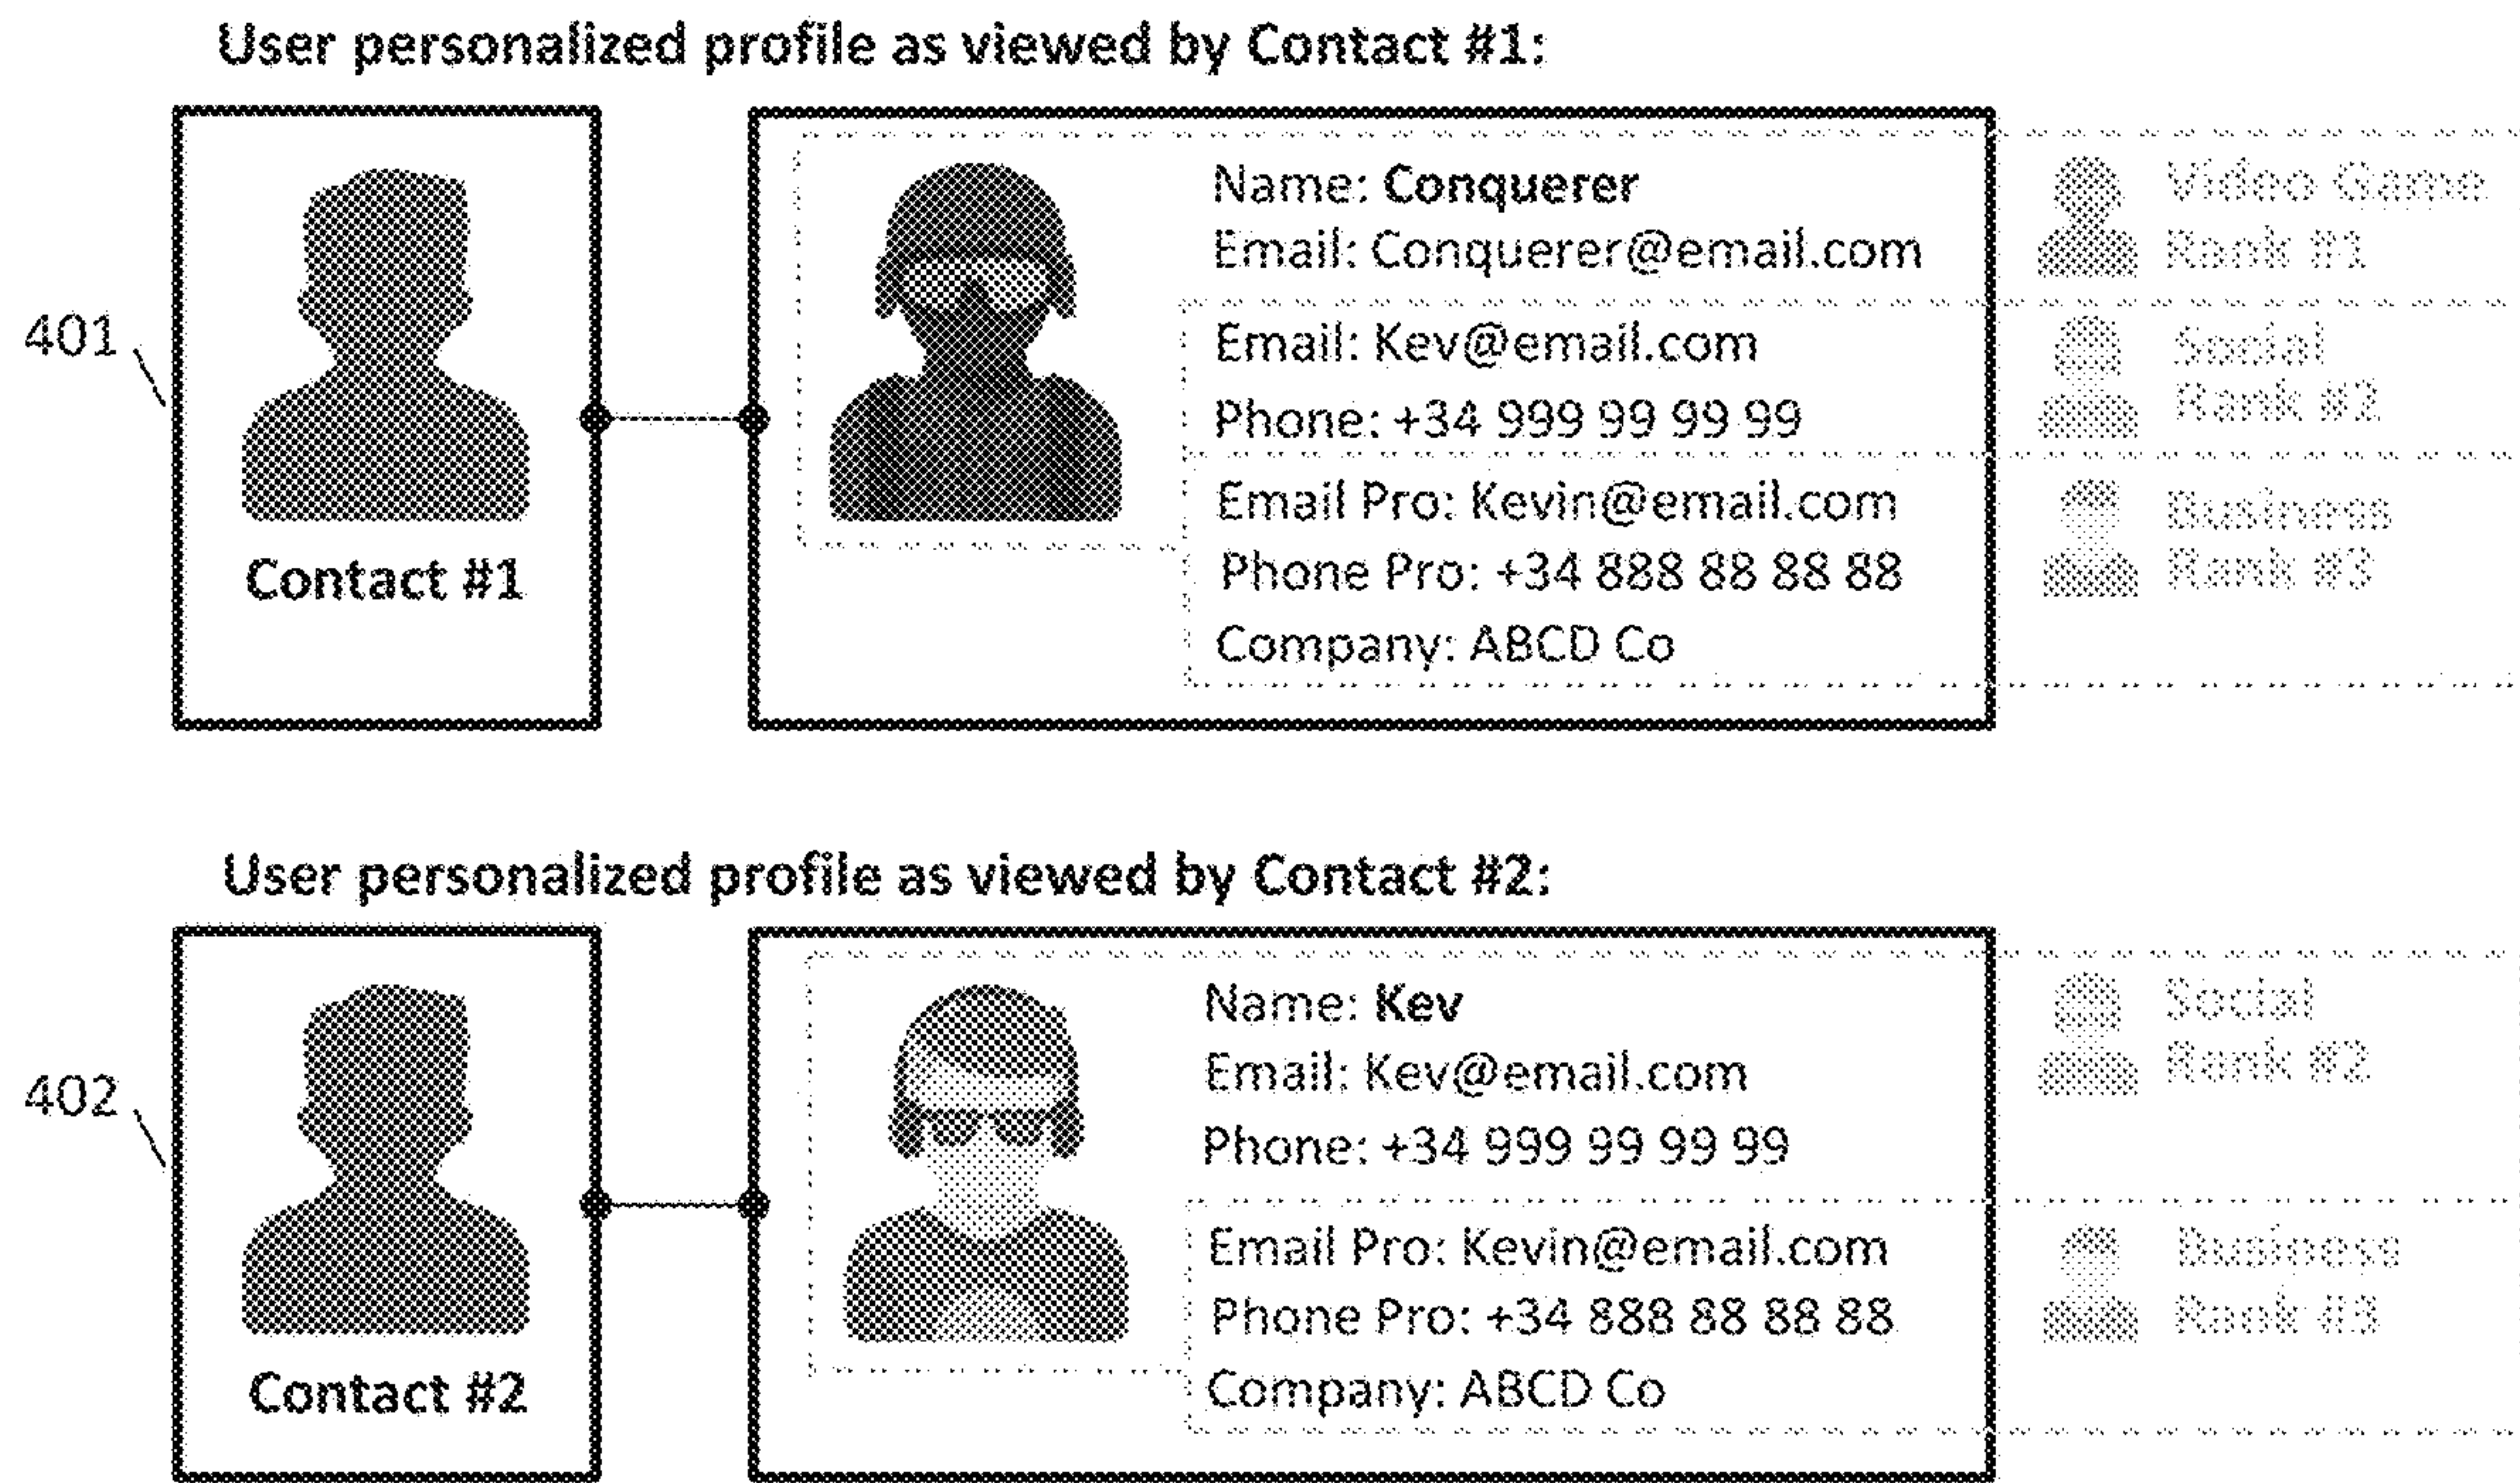 User personalized profile as viewed by Contact #1:
401
Contact #1
Name: Conquerer
Email: Conquerer@email.com
Email: Kev@email.com
Phone: +34 999 99 99 99
Email Pro: Kevin@email.com
Phone Pro: +34 888 88 88 88
Company: ABCD Co
Video Game
Rank #1
Social
Rank #2
Business
Rank #3
User personalized profile as viewed by Contact #2:
402
Contact #2
Name: Kev
Email: Kev@email.com
Phone: +34 999 99 99 99
Email Pro: Kevin@email.com
Phone Pro: +34 888 88 88 88
Company: ABCD Co
Social
Rank #2
Business
Rank #3